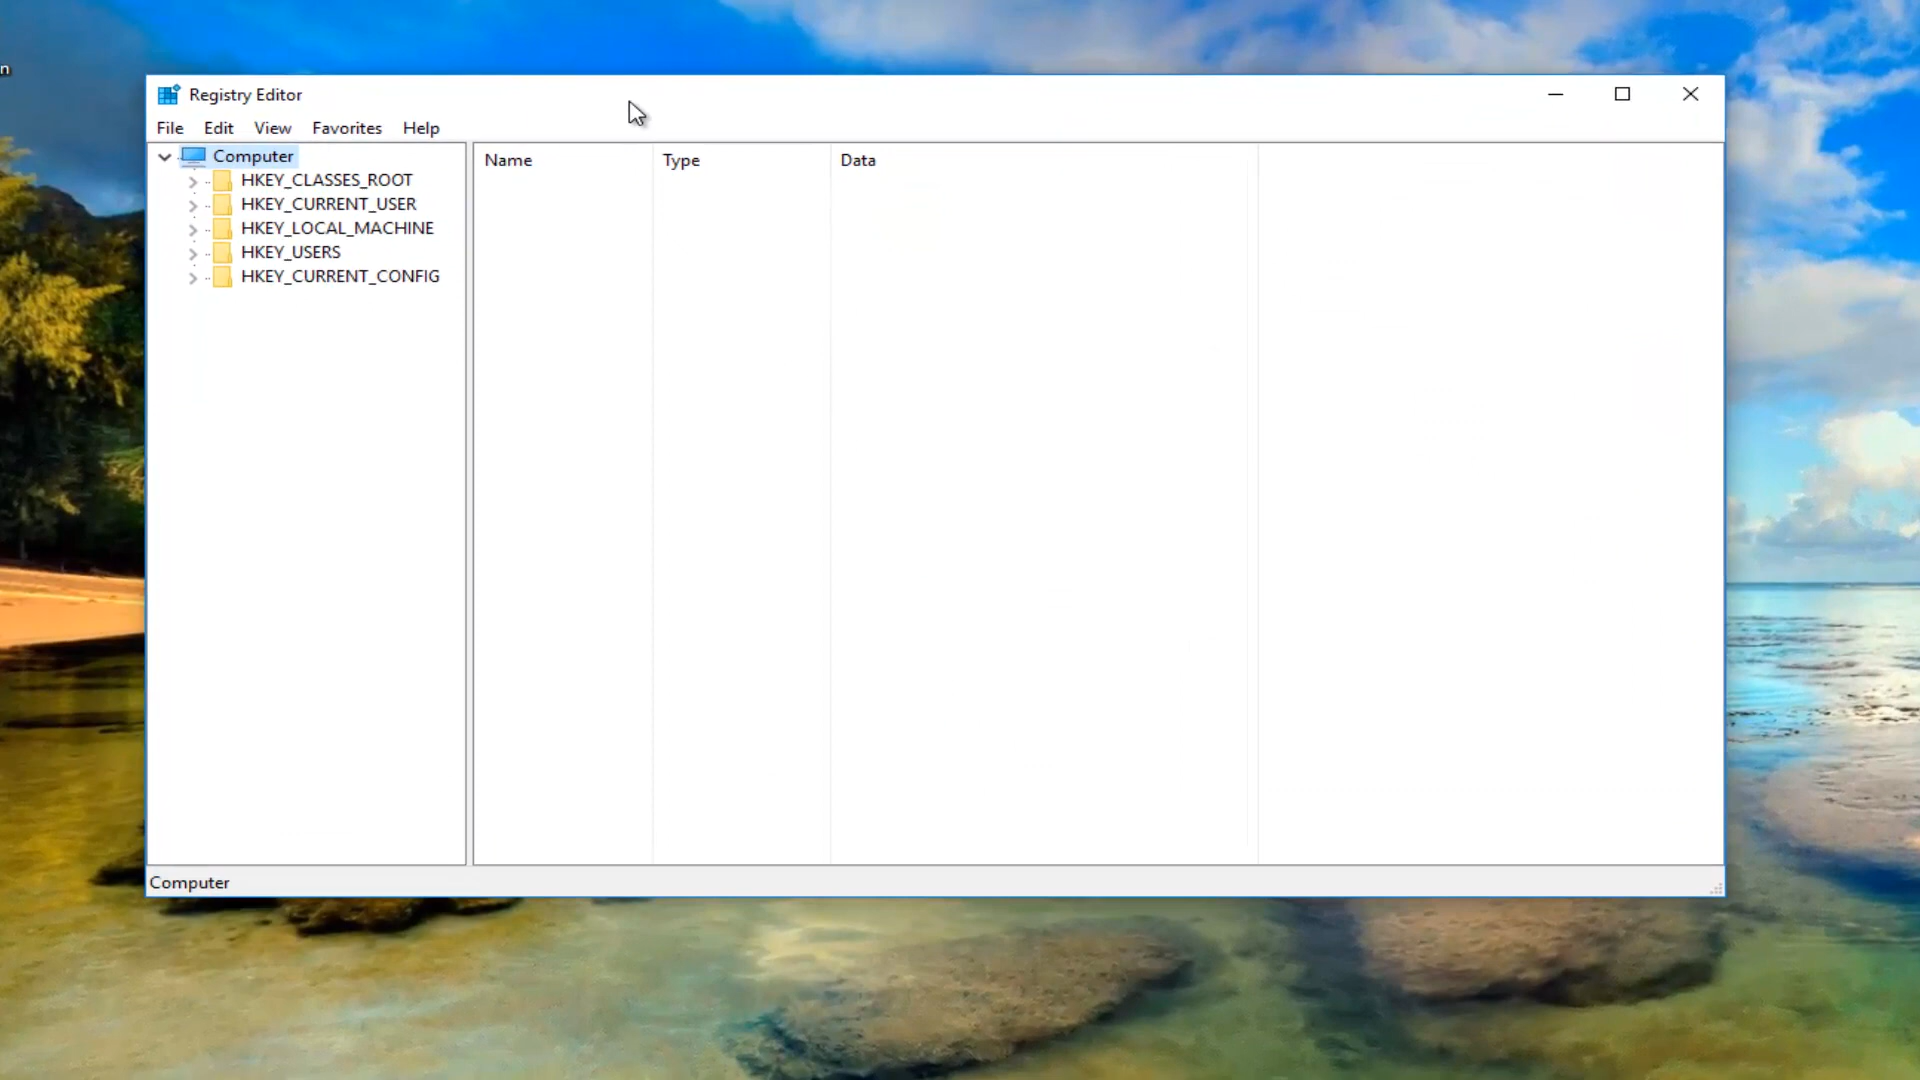 n
Registry Editor
File Edit View Favorites Help
Computer
HKEY_CLASSES_ROOT
HKEY_CURRENT_USER
HKEY_LOCAL_MACHINE
HKEY_USERS
HKEY_CURRENT_CONFIG
Name Type Data
Computer